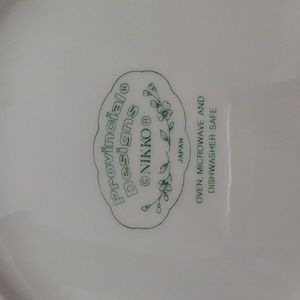 Provincial®
Designs
©NIKKO®
JAPAN
OVEN, MICROWAVE AND
DISHWASHER SAFE